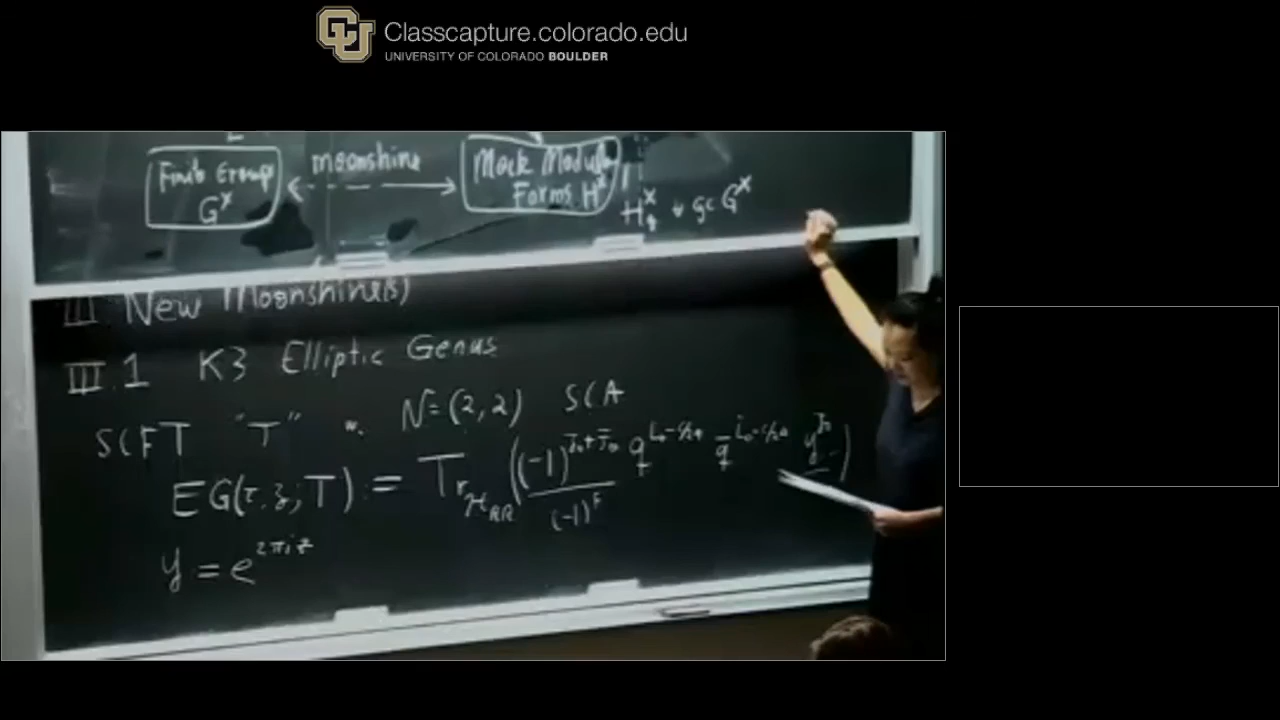 Classcapture.colorado.edu
UNIVERSITY OF COLORADO BOULDER
Finite Groups G^X <- - -> moonshine Mock Modular Forms H^X
H_g^X ∀ g ∈ G^X
III New Moonshine(s)
III.1 K3 Elliptic Genus
SCFT "T" w. N=(2,2) SCA
EG(τ,z;T) = Tr_{H_RR} ((-1)^{J_0+J̄_0} q^{L_0-c/24} q̄^{L̄_0-c/24} y^{J_0})
(-1)^F
y = e^{2πiz}